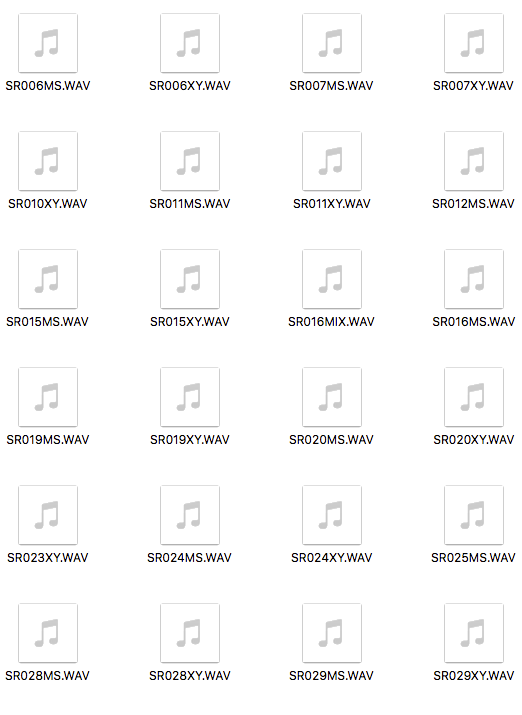 SR006MS.WAV SR006XY.WAV SR007MS.WAV SR007XY.WAV
SR010XY.WAV SR011MS.WAV SR011XY.WAV SR012MS.WAV
SR015MS.WAV SR015XY.WAV SR016MIX.WAV SR016MS.WAV
SR019MS.WAV SR019XY.WAV SR020MS.WAV SR020XY.WAV
SR023XY.WAV SR024MS.WAV SR024XY.WAV SR025MS.WAV
SR028MS.WAV SR028XY.WAV SR029MS.WAV SR029XY.WAV